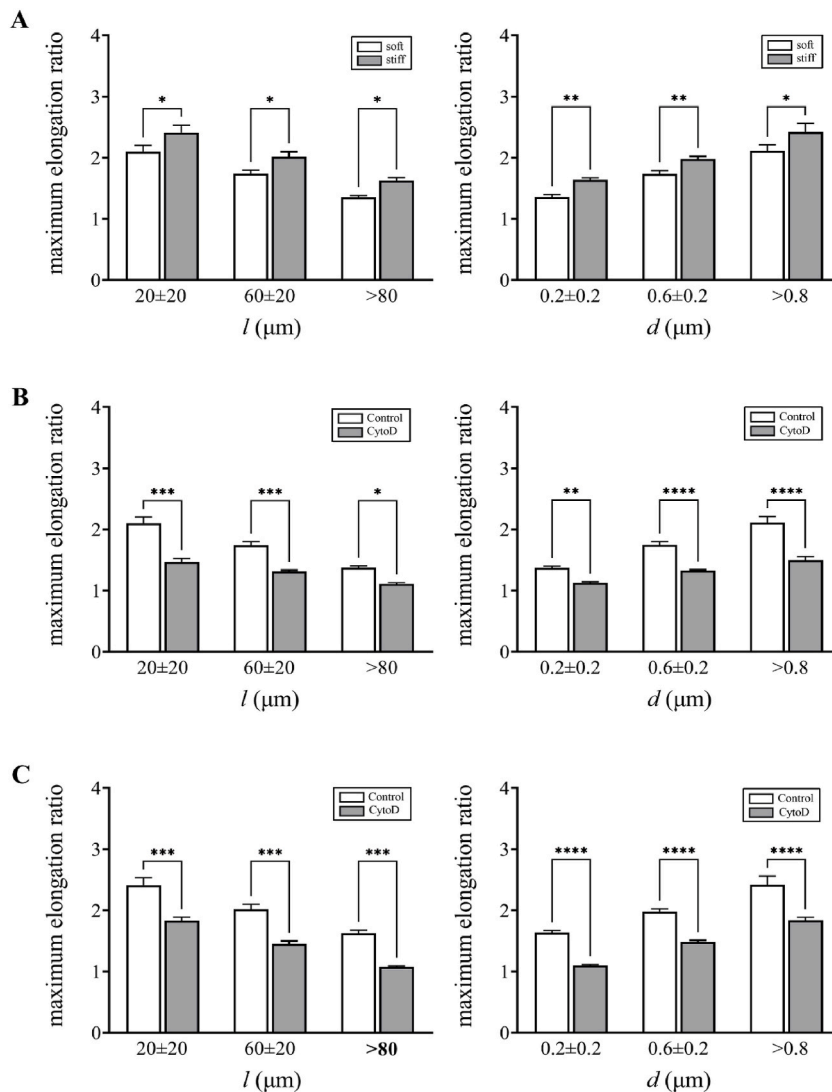 A
maximum elongation ratio
4
3
2
1
0
soft
stiff
*
*
*
20±20
60±20
>80
l (μm)
maximum elongation ratio
4
3
2
1
0
soft
stiff
**
**
*
0.2±0.2
0.6±0.2
>0.8
d (μm)
B
maximum elongation ratio
4
3
2
1
0
Control
CytoD
***
***
*
20±20
60±20
>80
l (μm)
maximum elongation ratio
4
3
2
1
0
Control
CytoD
**
****
****
0.2±0.2
0.6±0.2
>0.8
d (μm)
C
maximum elongation ratio
4
3
2
1
0
Control
CytoD
***
***
***
20±20
60±20
>80
l (μm)
maximum elongation ratio
4
3
2
1
0
Control
CytoD
****
****
****
0.2±0.2
0.6±0.2
>0.8
d (μm)